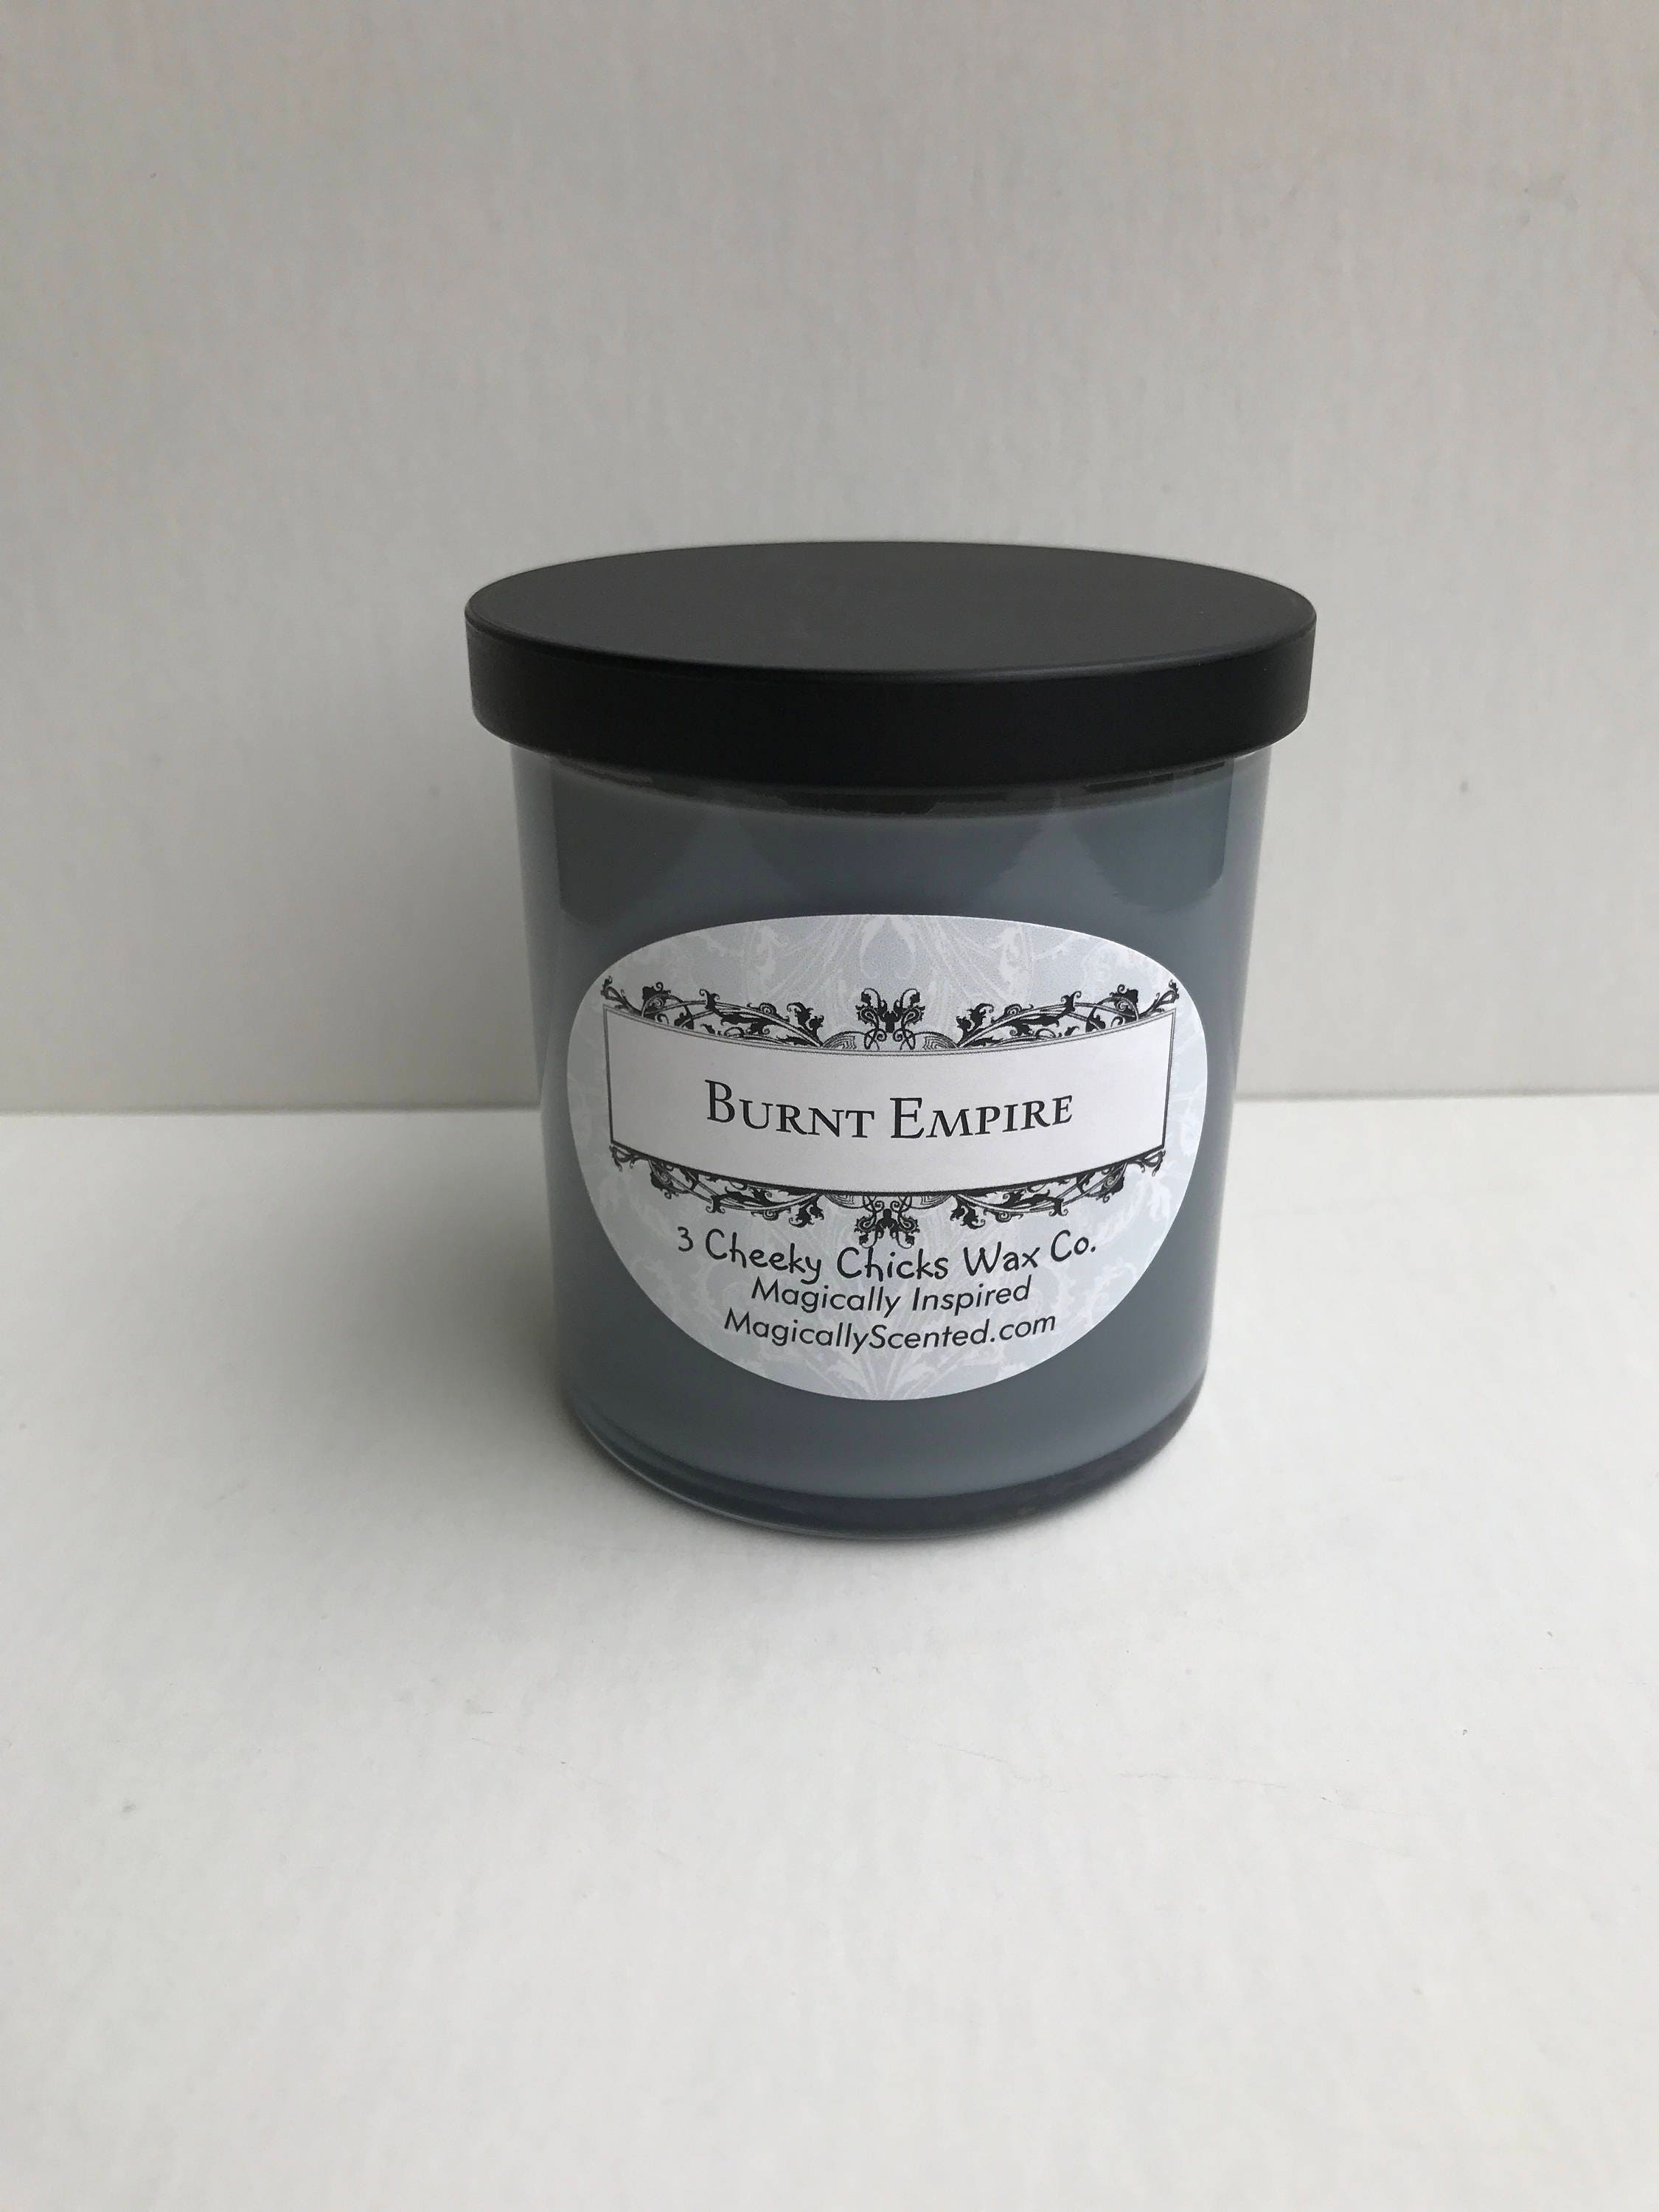 BURNT EMPIRE
3 Cheeky Chicks Wax Co.
Magically Inspired
MagicallyScented.com